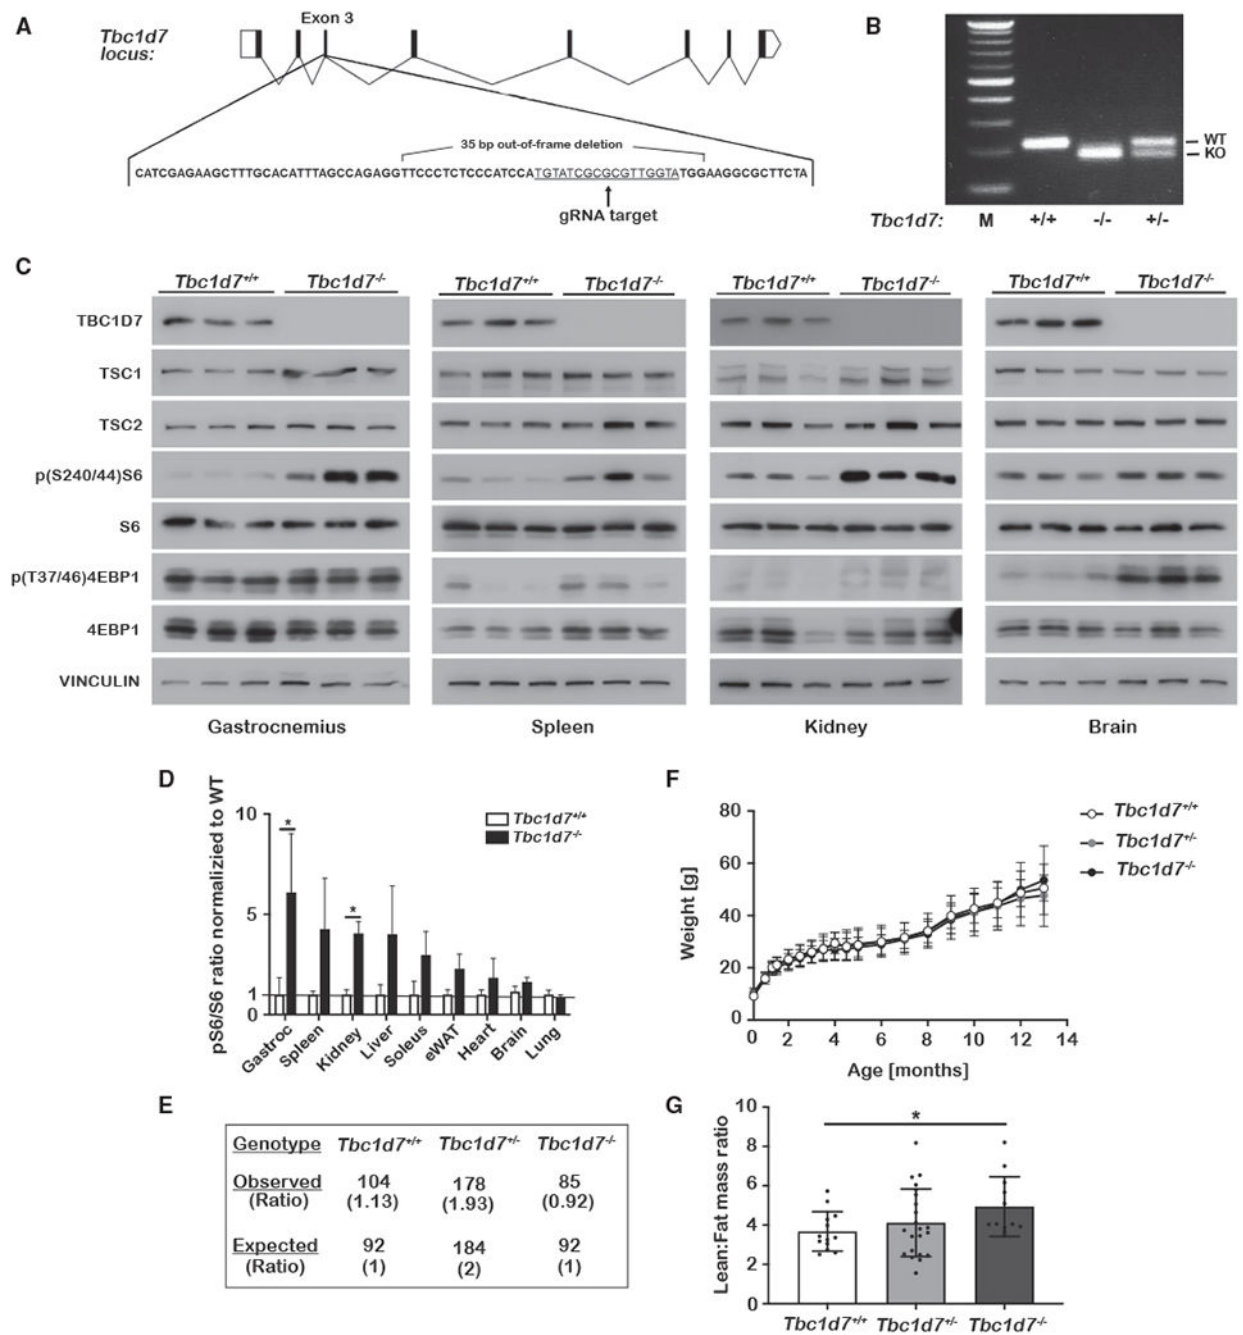 A
Tbc1d7
locus:
Exon 3
35 bp out-of-frame deletion
CATCGAGAAGCTTTGCACATTTAGCCAGAGGTTCCCTCTCCCATCCATGTATCGCGCGTTGGTATGGAAGGCGCTTCTA
gRNA target
B
WT
KO
Tbc1d7: M +/+ -/- +/-
C
Tbc1d7+/+ Tbc1d7-/- Tbc1d7+/+ Tbc1d7-/- Tbc1d7+/+ Tbc1d7-/- Tbc1d7+/+ Tbc1d7-/-
TBC1D7
TSC1
TSC2
p(S240/44)S6
S6
p(T37/46)4EBP1
4EBP1
VINCULIN
Gastrocnemius Spleen Kidney Brain
D
pS6/S6 ratio normalizied to WT
10
5
1
0
*
*
Tbc1d7+/+
Tbc1d7-/-
Gastroc Spleen Kidney Liver Soleus eWAT Heart Brain Lung
E
Genotype Tbc1d7+/+ Tbc1d7+/- Tbc1d7-/-
Observed 104 178 85
(Ratio) (1.13) (1.93) (0.92)
Expected 92 184 92
(Ratio) (1) (2) (1)
F
Weight [g]
80
60
40
20
0
0 2 4 6 8 10 12 14
Age [months]
Tbc1d7+/+
Tbc1d7+/-
Tbc1d7-/-
G
Lean:Fat mass ratio
10
8
6
4
2
0
*
Tbc1d7+/+ Tbc1d7+/- Tbc1d7-/-